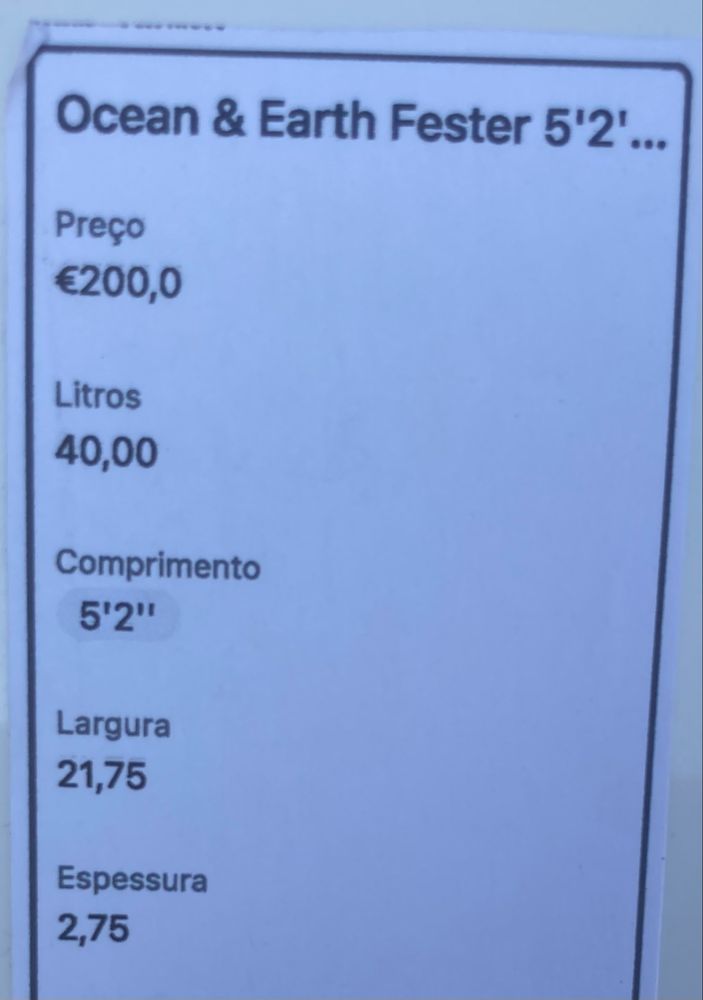 Ocean & Earth Fester 5'2'...
Preço
€200,0
Litros
40,00
Comprimento
5'2''
Largura
21,75
Espessura
2,75